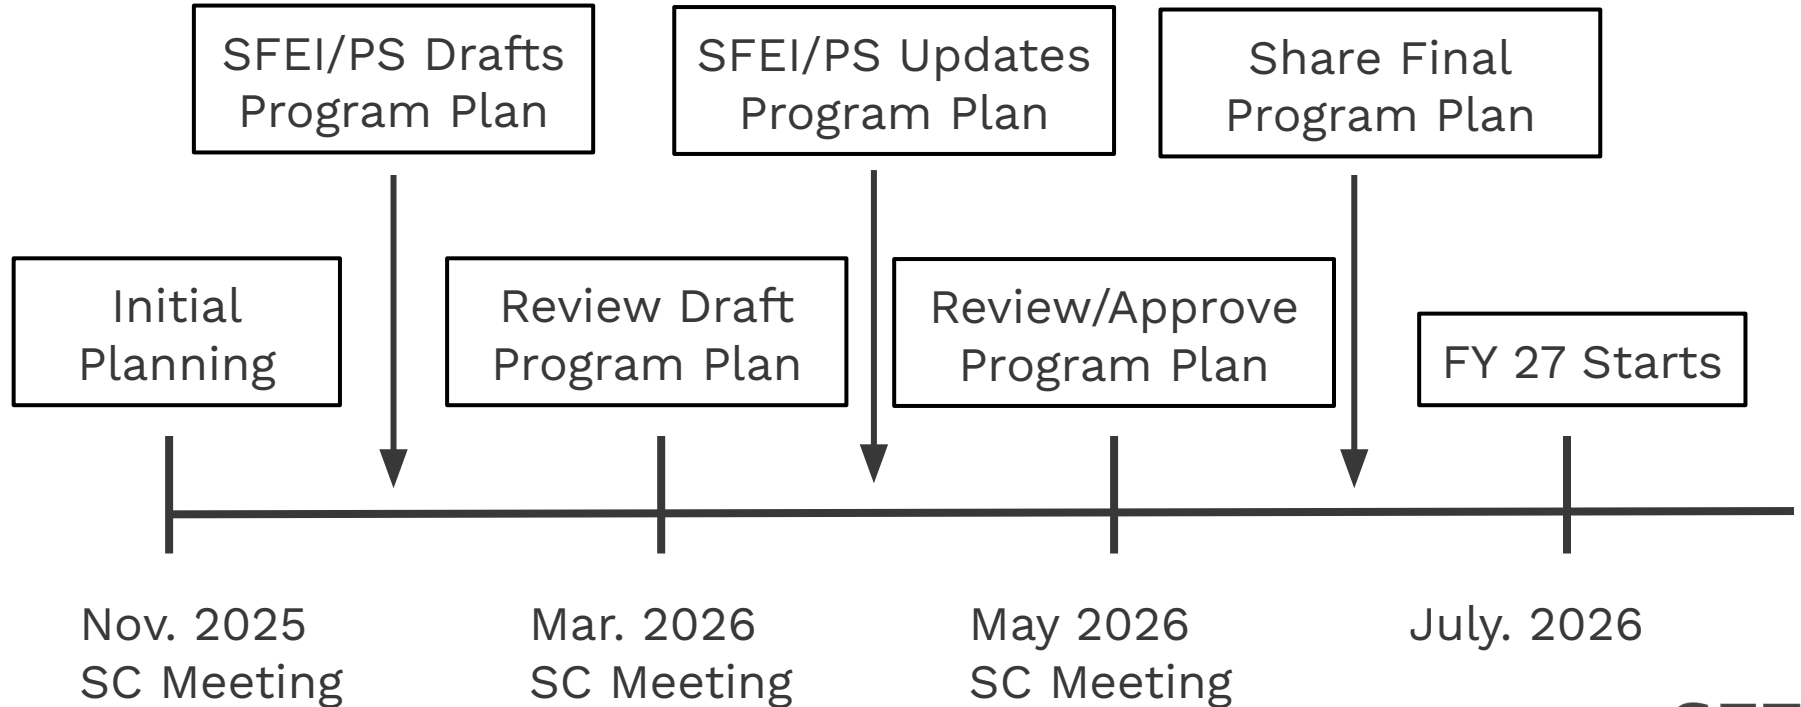 SFEI/PS Drafts
Program Plan
SFEI/PS Updates
Program Plan
Share Final
Program Plan
Initial
Planning
Review Draft
Program Plan
Review/Approve
Program Plan
FY 27 Starts
Nov. 2025
SC Meeting
Mar. 2026
SC Meeting
May 2026
SC Meeting
July. 2026